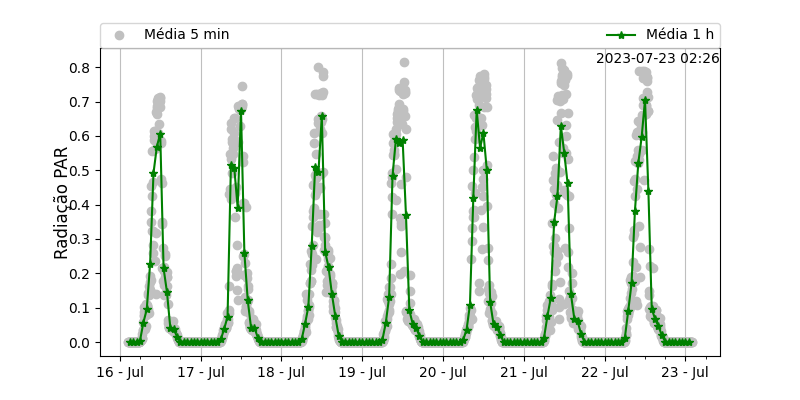 Média 5 min
Média 1 h
2023-07-23 02:26
Radiação PAR
0.8
0.7
0.6
0.5
0.4
0.3
0.2
0.1
0.0
16 - Jul
17 - Jul
18 - Jul
19 - Jul
20 - Jul
21 - Jul
22 - Jul
23 - Jul